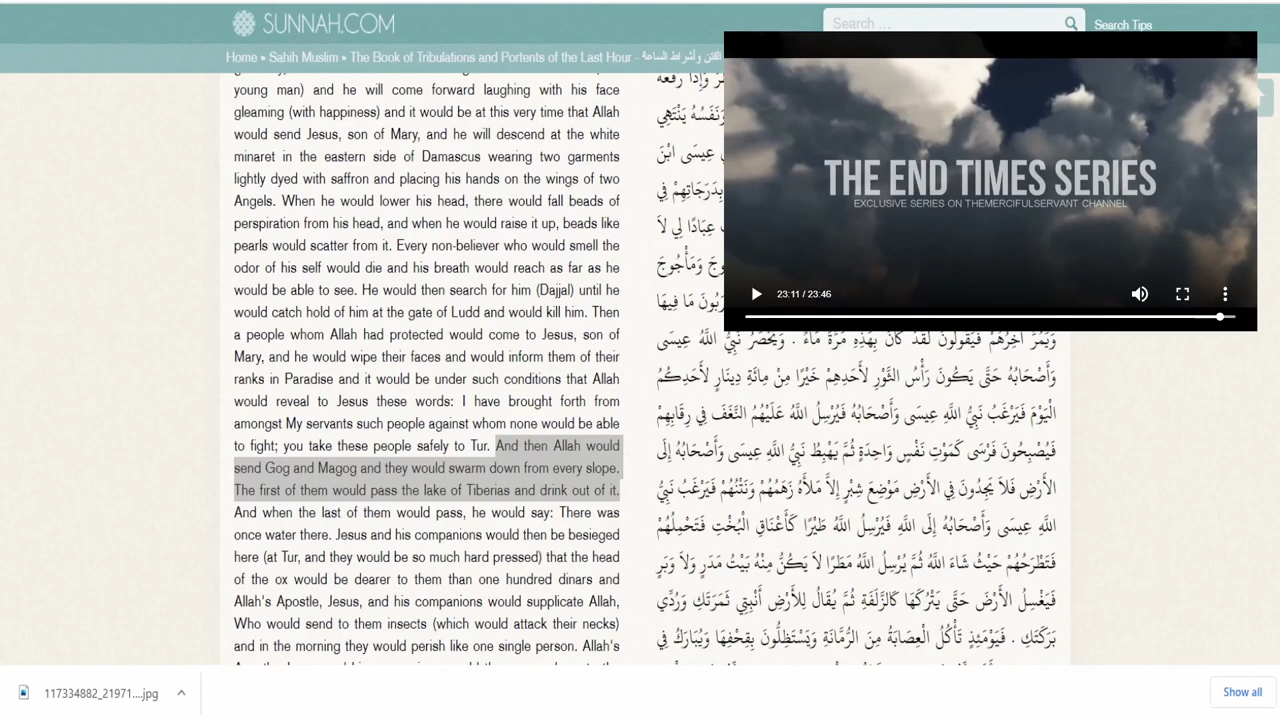 SUNNAH.COM
Search ...
Search Tips
Home » Sahih Muslim » The Book of Tribulations and Portents of the Last Hour - الفتن وأشراط الساعة
young man) and he will come forward laughing with his face
gleaming (with happiness) and it would be at this very time that Allah
would send Jesus, son of Mary, and he will descend at the white
minaret in the eastern side of Damascus wearing two garments
lightly dyed with saffron and placing his hands on the wings of two
Angels. When he would lower his head, there would fall beads of
perspiration from his head, and when he would raise it up, beads like
pearls would scatter from it. Every non-believer who would smell the
odor of his self would die and his breath would reach as far as he
would be able to see. He would then search for him (Dajjal) until he
would catch hold of him at the gate of Ludd and would kill him. Then
a people whom Allah had protected would come to Jesus, son of
Mary, and he would wipe their faces and would inform them of their
ranks in Paradise and it would be under such conditions that Allah
would reveal to Jesus these words: I have brought forth from
amongst My servants such people against whom none would be able
to fight; you take these people safely to Tur. And then Allah would
send Gog and Magog and they would swarm down from every slope.
The first of them would pass the lake of Tiberias and drink out of it.
And when the last of them would pass, he would say: There was
once water there. Jesus and his companions would then be besieged
here (at Tur, and they would be so much hard pressed) that the head
of the ox would be dearer to them than one hundred dinars and
Allah's Apostle, Jesus, and his companions would supplicate Allah,
Who would send to them insects (which would attack their necks)
and in the morning they would perish like one single person. Allah's
وَإِذَا رَفَعَهُ
وَنَفَسُهُ يَنْتَهِي
عِيسَى ابْنَ
بِدَرَجَاتِهِمْ فِي
عِبَادًا لِي لاَ
وَمَأْجُوجَ
مَا فِيهَا
وَيَمُرُّ آخِرُهُمْ فَيَقُولُونَ لَقَدْ كَانَ بِهَذِهِ مَرَّةً مَاءٌ . وَيُحْصَرُ نَبِيُّ اللَّهِ عِيسَى
وَأَصْحَابُهُ حَتَّى يَكُونَ رَأْسُ الثَّوْرِ لأَحَدِهِمْ خَيْرًا مِنْ مِائَةِ دِينَارٍ لأَحَدِكُمُ
الْيَوْمَ فَيَرْغَبُ نَبِيُّ اللَّهِ عِيسَى وَأَصْحَابُهُ فَيُرْسِلُ اللَّهُ عَلَيْهُمُ النَّغَفَ فِي رِقَابِهِمْ
فَيُصْبِحُونَ فَرْسَى كَمَوْتِ نَفْسٍ وَاحِدَةٍ ثُمَّ يَهْبِطُ نَبِيُّ اللَّهِ عِيسَى وَأَصْحَابُهُ إِلَى
الأَرْضِ فَلاَ يَجِدُونَ فِي الأَرْضِ مَوْضِعَ شِبْرٍ إِلاَّ مَلأَهُ زَهَمُهُمْ وَنَتْنُهُمْ فَيَرْغَبُ نَبِيُّ
اللَّهِ عِيسَى وَأَصْحَابُهُ إِلَى اللَّهِ فَيُرْسِلُ اللَّهُ طَيْرًا كَأَعْنَاقِ الْبُخْتِ فَتَحْمِلُهُمْ
فَتَطْرَحُهُمْ حَيْثُ شَاءَ اللَّهُ ثُمَّ يُرْسِلُ اللَّهُ مَطَرًا لاَ يَكُنُّ مِنْهُ بَيْتُ مَدَرٍ وَلاَ وَبَرٍ
فَيَغْسِلُ الأَرْضَ حَتَّى يَتْرُكَهَا كَالزَّلَفَةِ ثُمَّ يُقَالُ لِلأَرْضِ أَنْبِتِي ثَمَرَتَكِ وَرُدِّي
بَرَكَتَكِ . فَيَوْمَئِذٍ تَأْكُلُ الْعِصَابَةُ مِنَ الرُّمَّانَةِ وَيَسْتَظِلُّونَ بِقِحْفِهَا وَيُبَارَكُ فِي
THE END TIMES SERIES
EXCLUSIVE SERIES ON THEMERCIFULSERVANT CHANNEL
23:11 / 23:46
117334882_21971....jpg
Show all